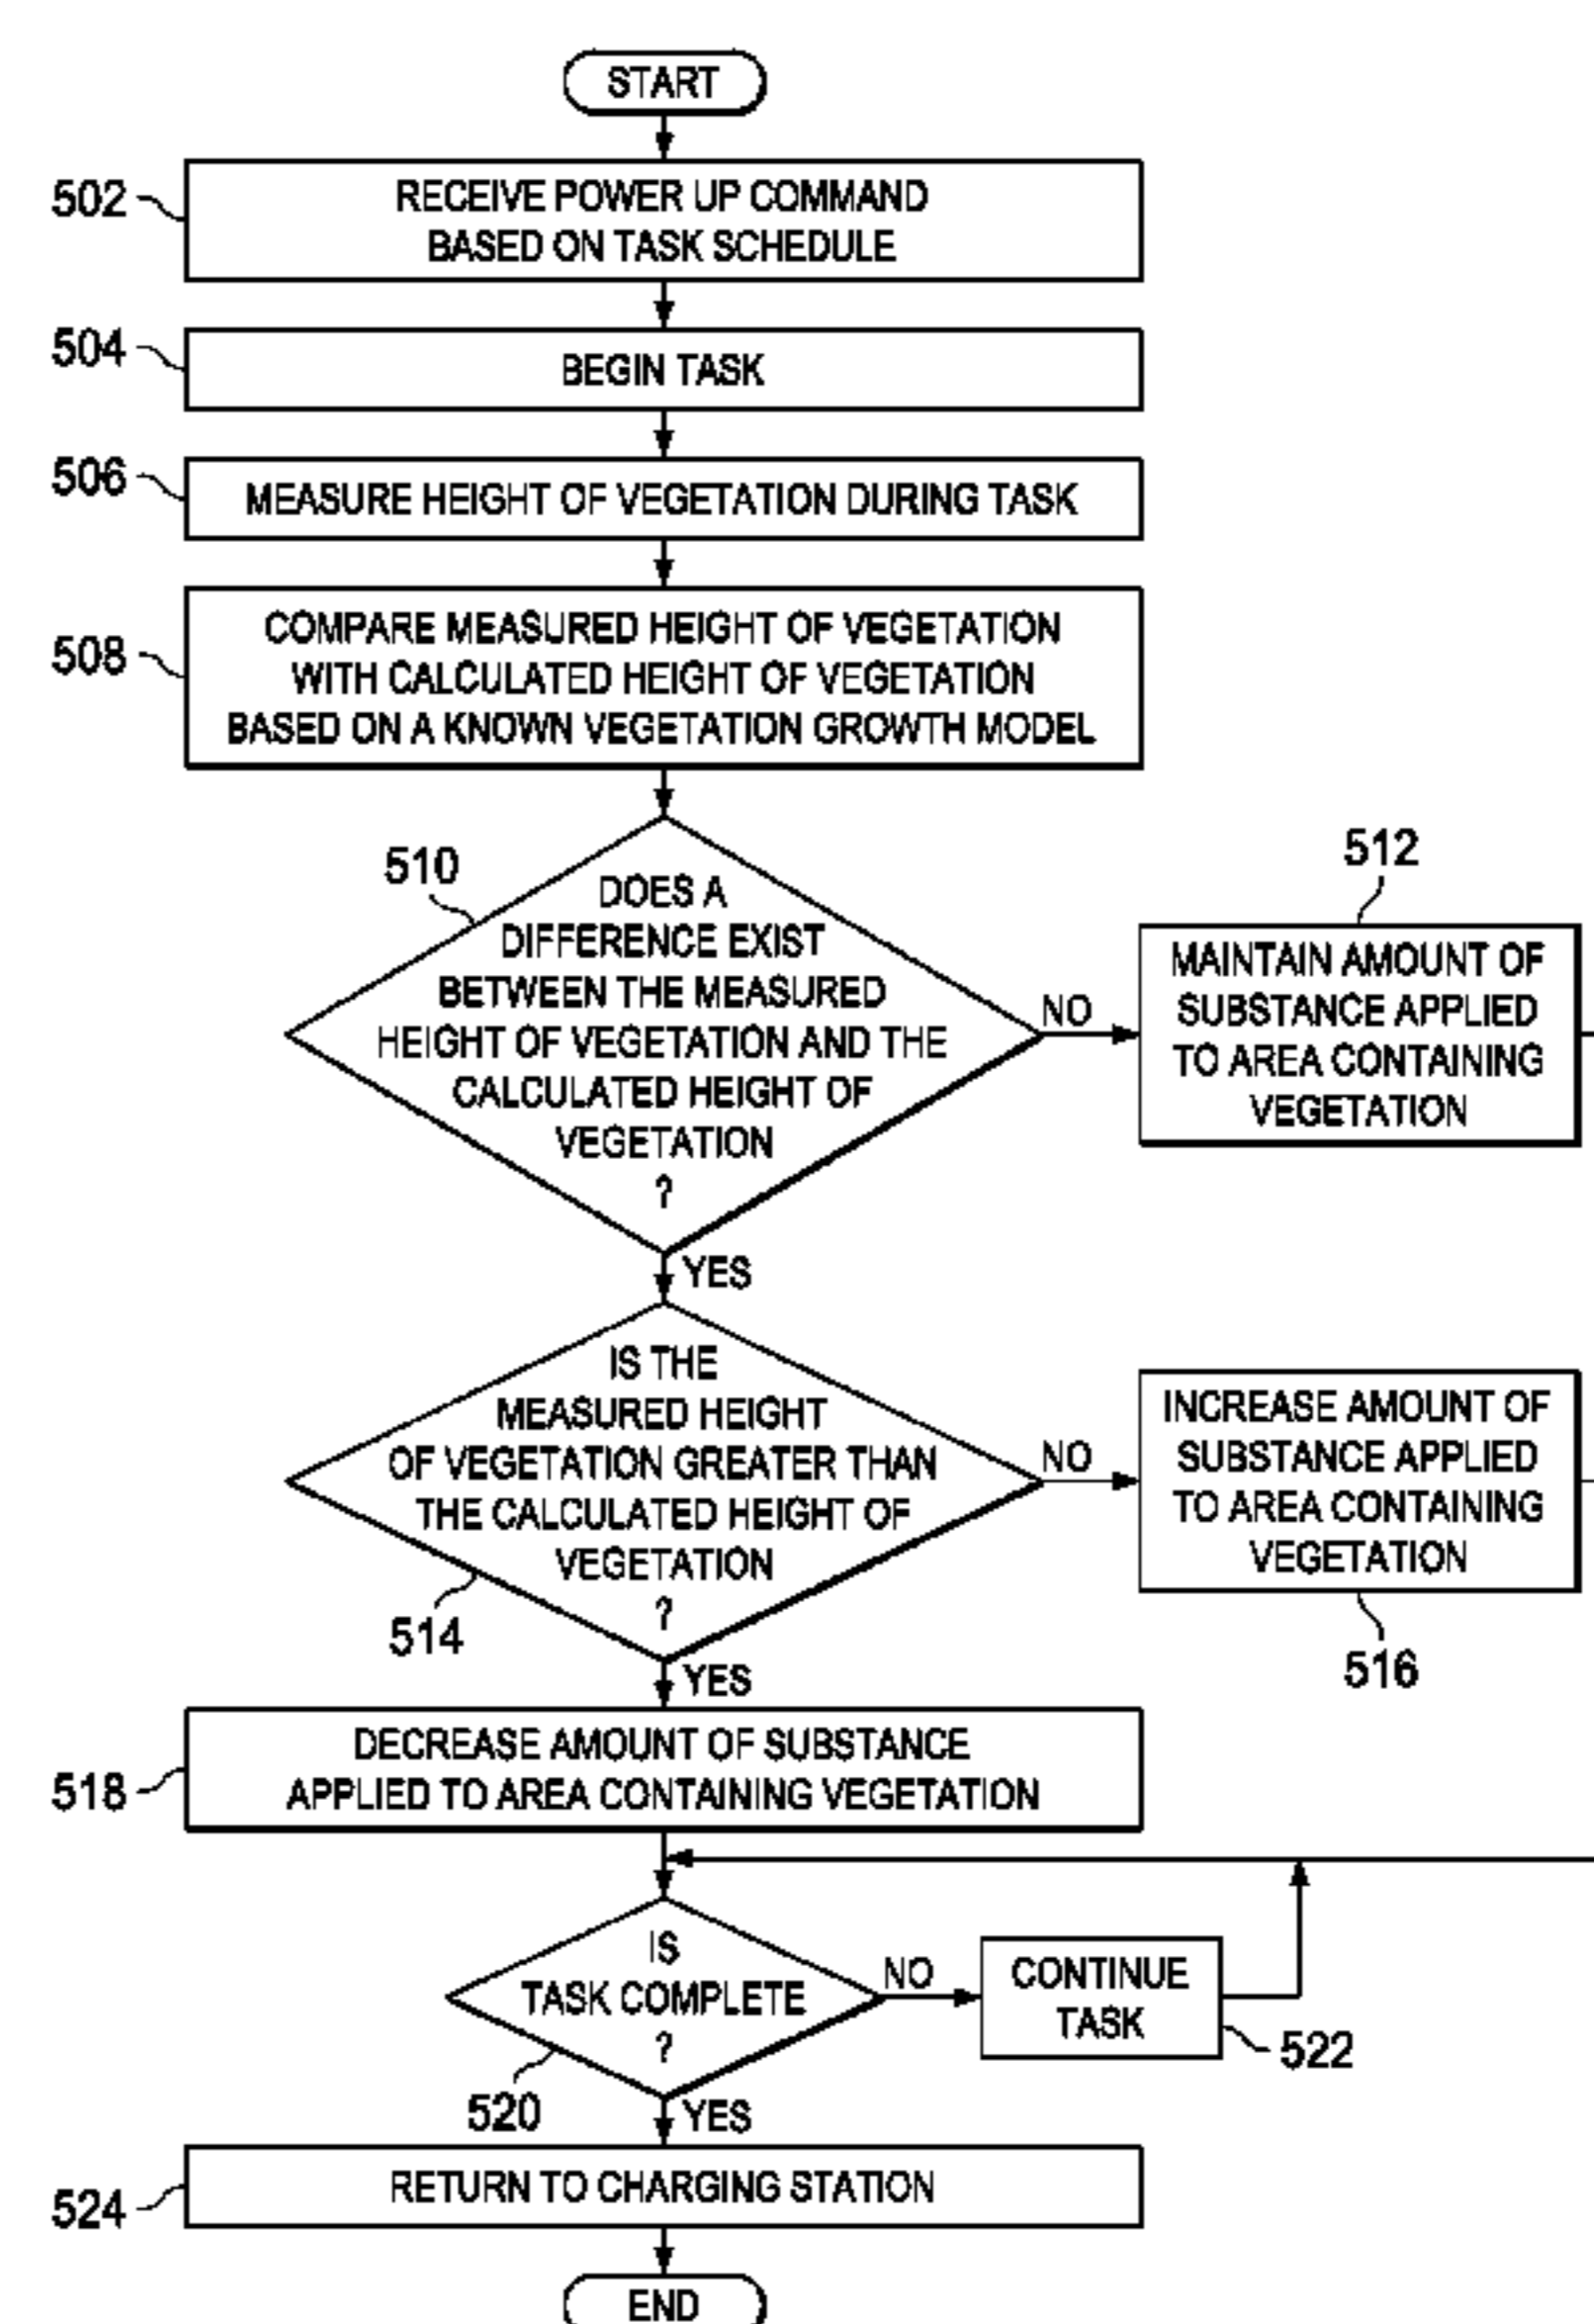 START
502
RECEIVE POWER UP COMMAND
BASED ON TASK SCHEDULE
504
BEGIN TASK
506
MEASURE HEIGHT OF VEGETATION DURING TASK
508
COMPARE MEASURED HEIGHT OF VEGETATION
WITH CALCULATED HEIGHT OF VEGETATION
BASED ON A KNOWN VEGETATION GROWTH MODEL
510
DOES A
DIFFERENCE EXIST
BETWEEN THE MEASURED
HEIGHT OF VEGETATION AND THE
CALCULATED HEIGHT OF
VEGETATION
?
NO
512
MAINTAIN AMOUNT OF
SUBSTANCE APPLIED
TO AREA CONTAINING
VEGETATION
YES
IS THE
MEASURED HEIGHT
OF VEGETATION GREATER THAN
THE CALCULATED HEIGHT OF
VEGETATION
?
514
NO
INCREASE AMOUNT OF
SUBSTANCE APPLIED
TO AREA CONTAINING
VEGETATION
516
YES
518
DECREASE AMOUNT OF SUBSTANCE
APPLIED TO AREA CONTAINING VEGETATION
IS
TASK COMPLETE
?
520
NO
CONTINUE
TASK
522
YES
524
RETURN TO CHARGING STATION
END